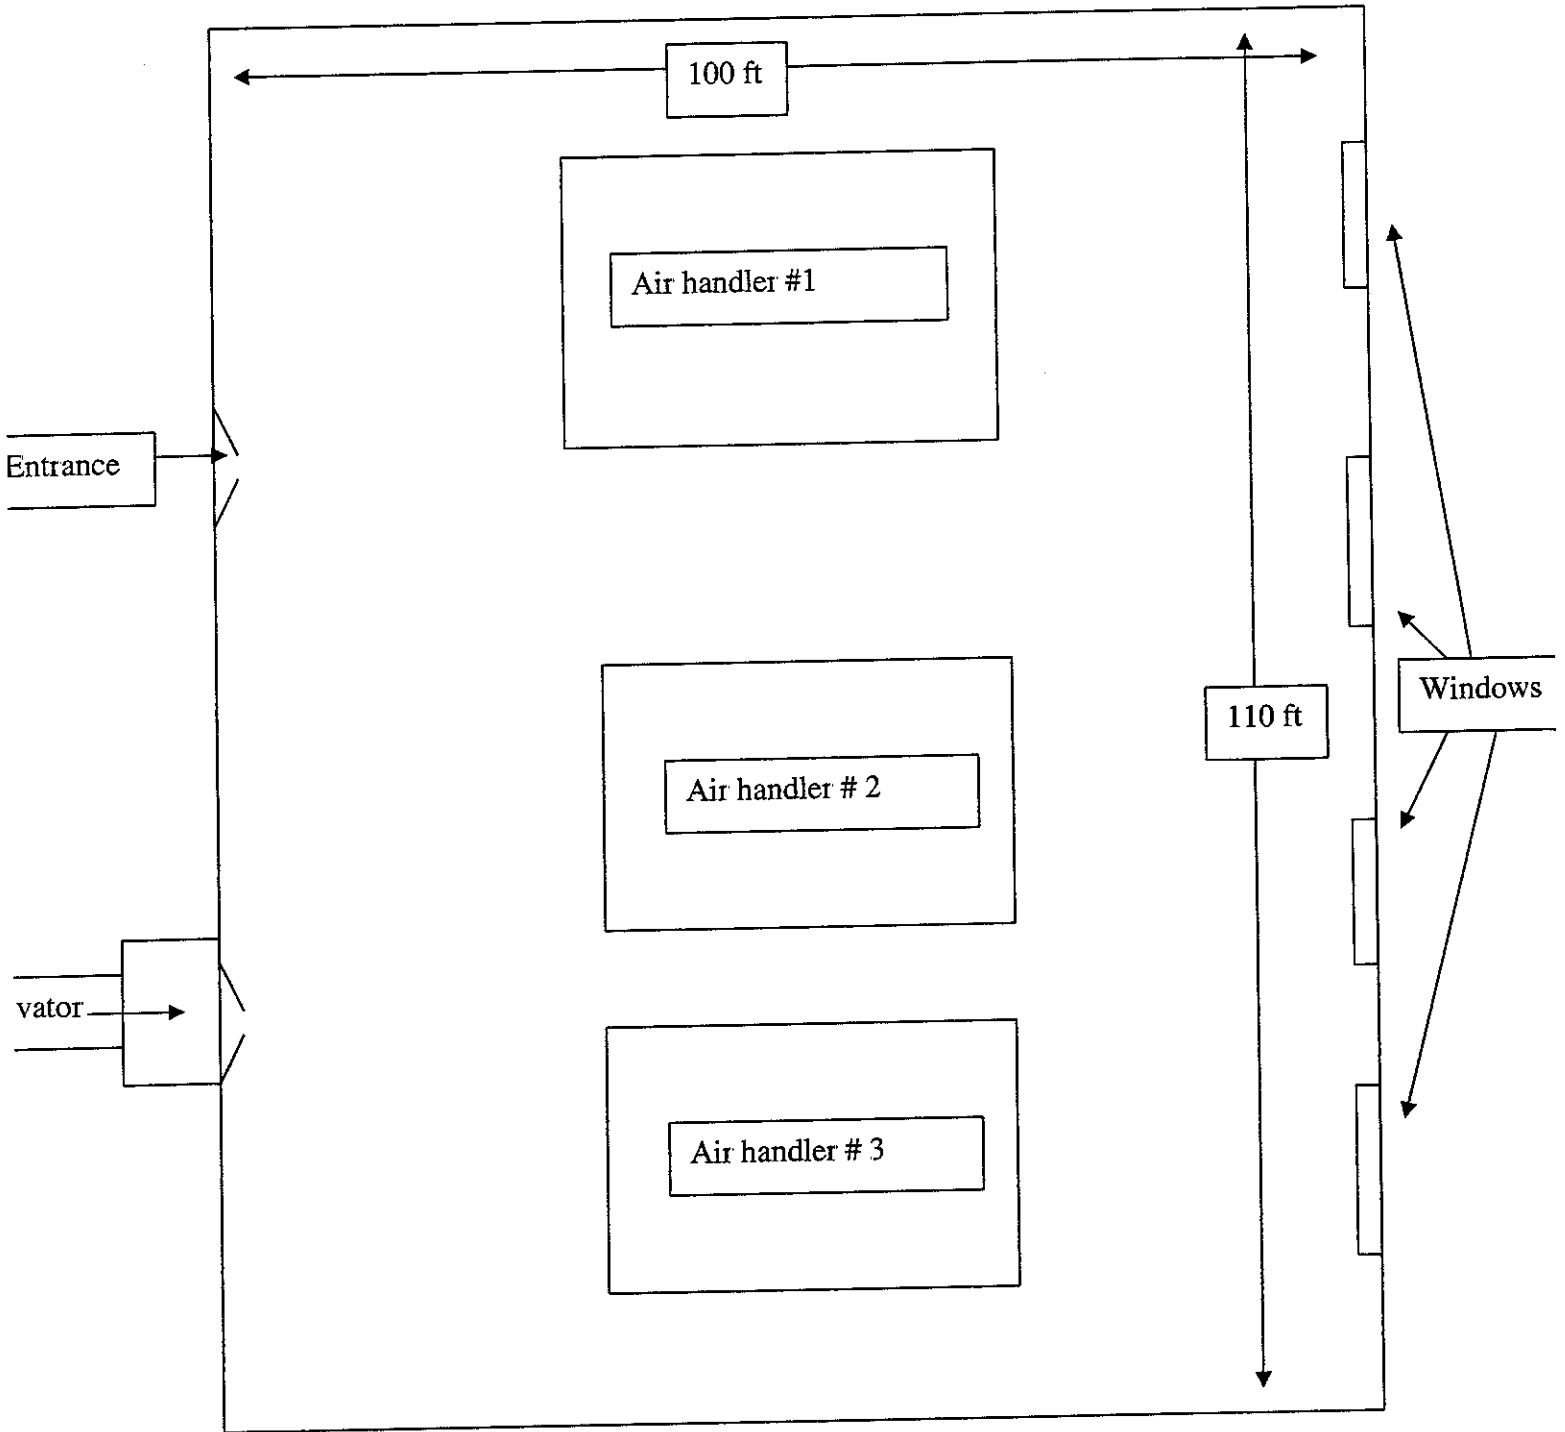 100 ft
Air handler #1
Entrance
Windows
110 ft
Air handler # 2
vator
Air handler # 3